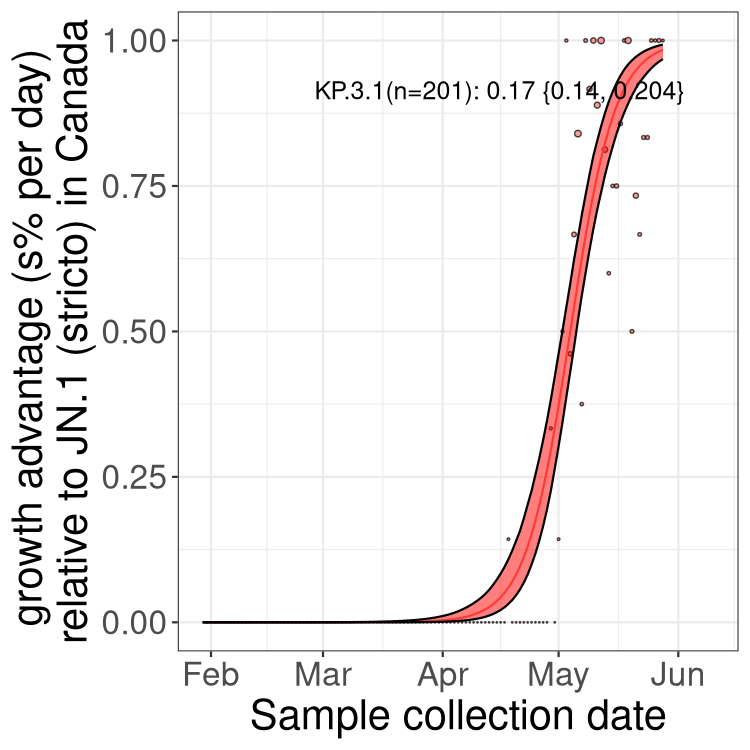 growth advantage (s% per day)
relative to JN.1 (stricto) in Canada
1.00
KP.3.1(n=201): 0.17 {0.14, 0.204}
0.75
0.50
0.25
0.00
Feb Mar Apr May Jun
Sample collection date